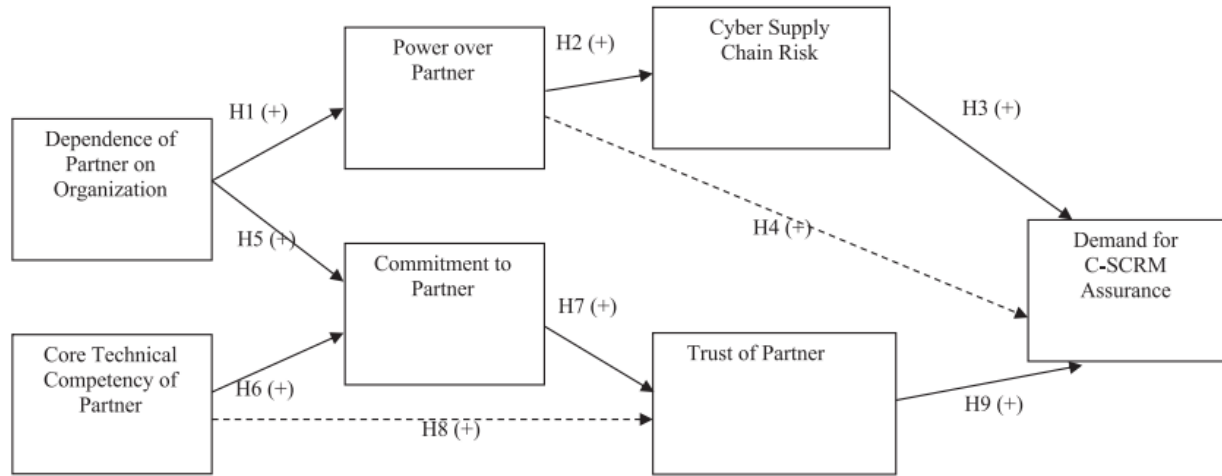 Cyber Supply
Chain Risk
H2 (+)
Power over
Partner
H1 (+)
H3 (+)
Dependence of
Partner on
Organization
H4 (+)
H5 (+)
Demand for
C-SCRM
Assurance
Commitment to
Partner
H7 (+)
Core Technical
Competency of
Partner
Trust of Partner
H6 (+)
H8 (+)
H9 (+)